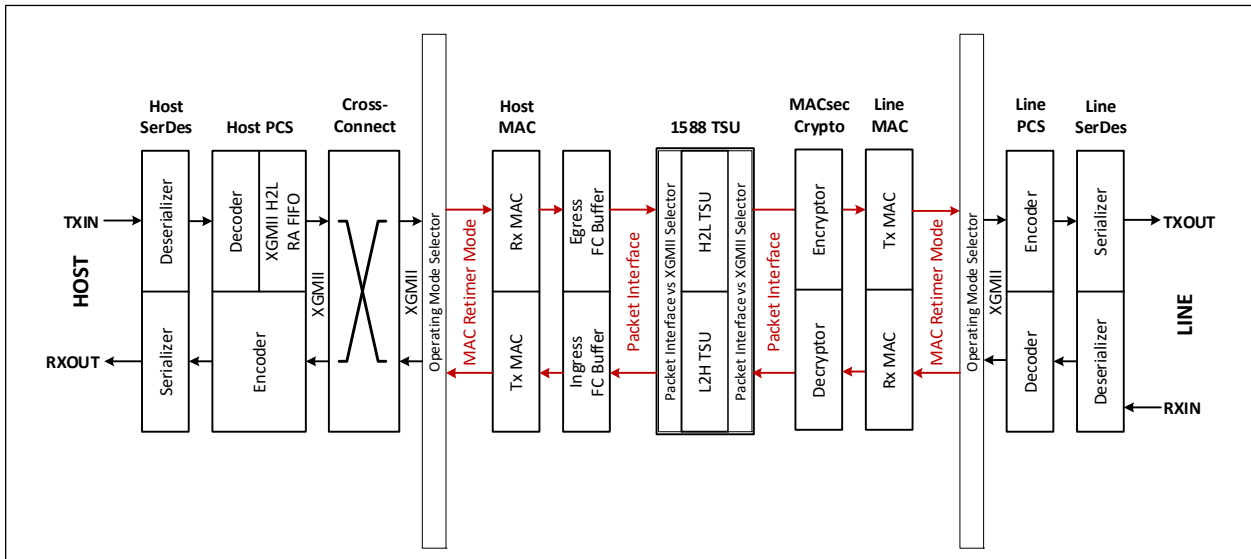 Host
SerDes
Host PCS
Cross-
Connect
Host
MAC
1588 TSU
MACsec
Crypto
Line
MAC
Line
PCS
Line
SerDes
TXIN
HOST
RXOUT
Deserializer
Serializer
Decoder
XGMII H2L
RA FIFO
Encoder
XGMII
XGMII
Operating Mode Selector
MAC Retimer Mode
Rx MAC
Tx MAC
Egress
FC Buffer
Ingress
FC Buffer
Packet Interface
Packet Interface vs XGMII Selector
H2L TSU
L2H TSU
Packet Interface vs XGMII Selector
Packet Interface
Encryptor
Decryptor
Tx MAC
Rx MAC
MAC Retimer Mode
Operating Mode Selector
XGMII
Encoder
Decoder
Serializer
Deserializer
TXOUT
LINE
RXIN